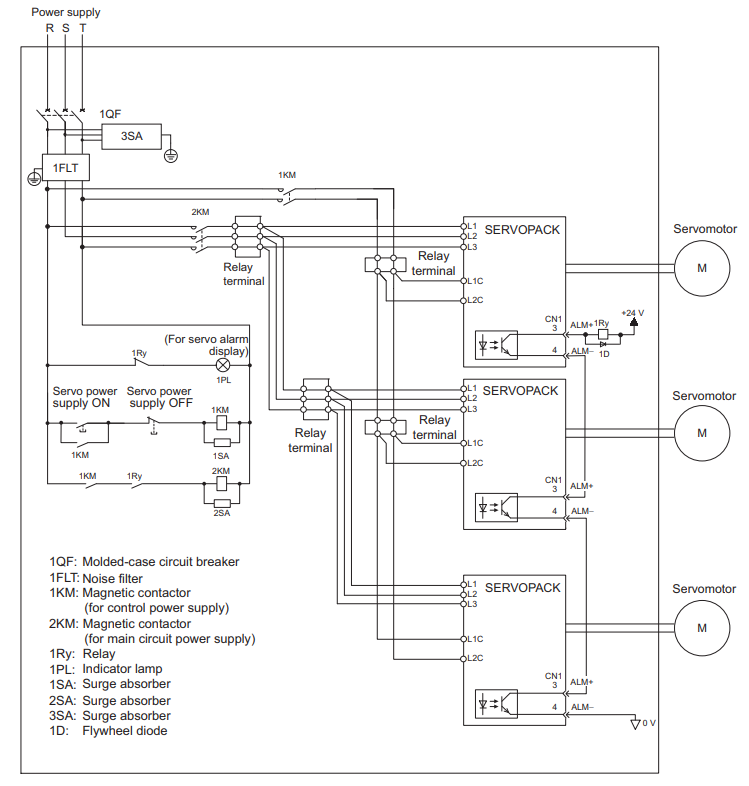 Power supply
R S T
1QF
3SA
1FLT
1KM
2KM
Relay
terminal
L1
L2
L3
SERVOPACK
Servomotor
M
Relay
terminal
L1C
L2C
CN1
3
ALM+
1Ry
+24 V
4
ALM−
1D
(For servo alarm
display)
1Ry
1PL
Servo power
supply ON
Servo power
supply OFF
1KM
1KM
1SA
1KM
1Ry
2KM
2SA
Relay
terminal
L1
L2
L3
SERVOPACK
Servomotor
M
Relay
terminal
L1C
L2C
CN1
3
ALM+
4
ALM−
L1
L2
L3
SERVOPACK
Servomotor
M
L1C
L2C
CN1
3
ALM+
4
ALM−
0 V
1QF: Molded-case circuit breaker
1FLT: Noise filter
1KM: Magnetic contactor
(for control power supply)
2KM: Magnetic contactor
(for main circuit power supply)
1Ry: Relay
1PL: Indicator lamp
1SA: Surge absorber
2SA: Surge absorber
3SA: Surge absorber
1D: Flywheel diode